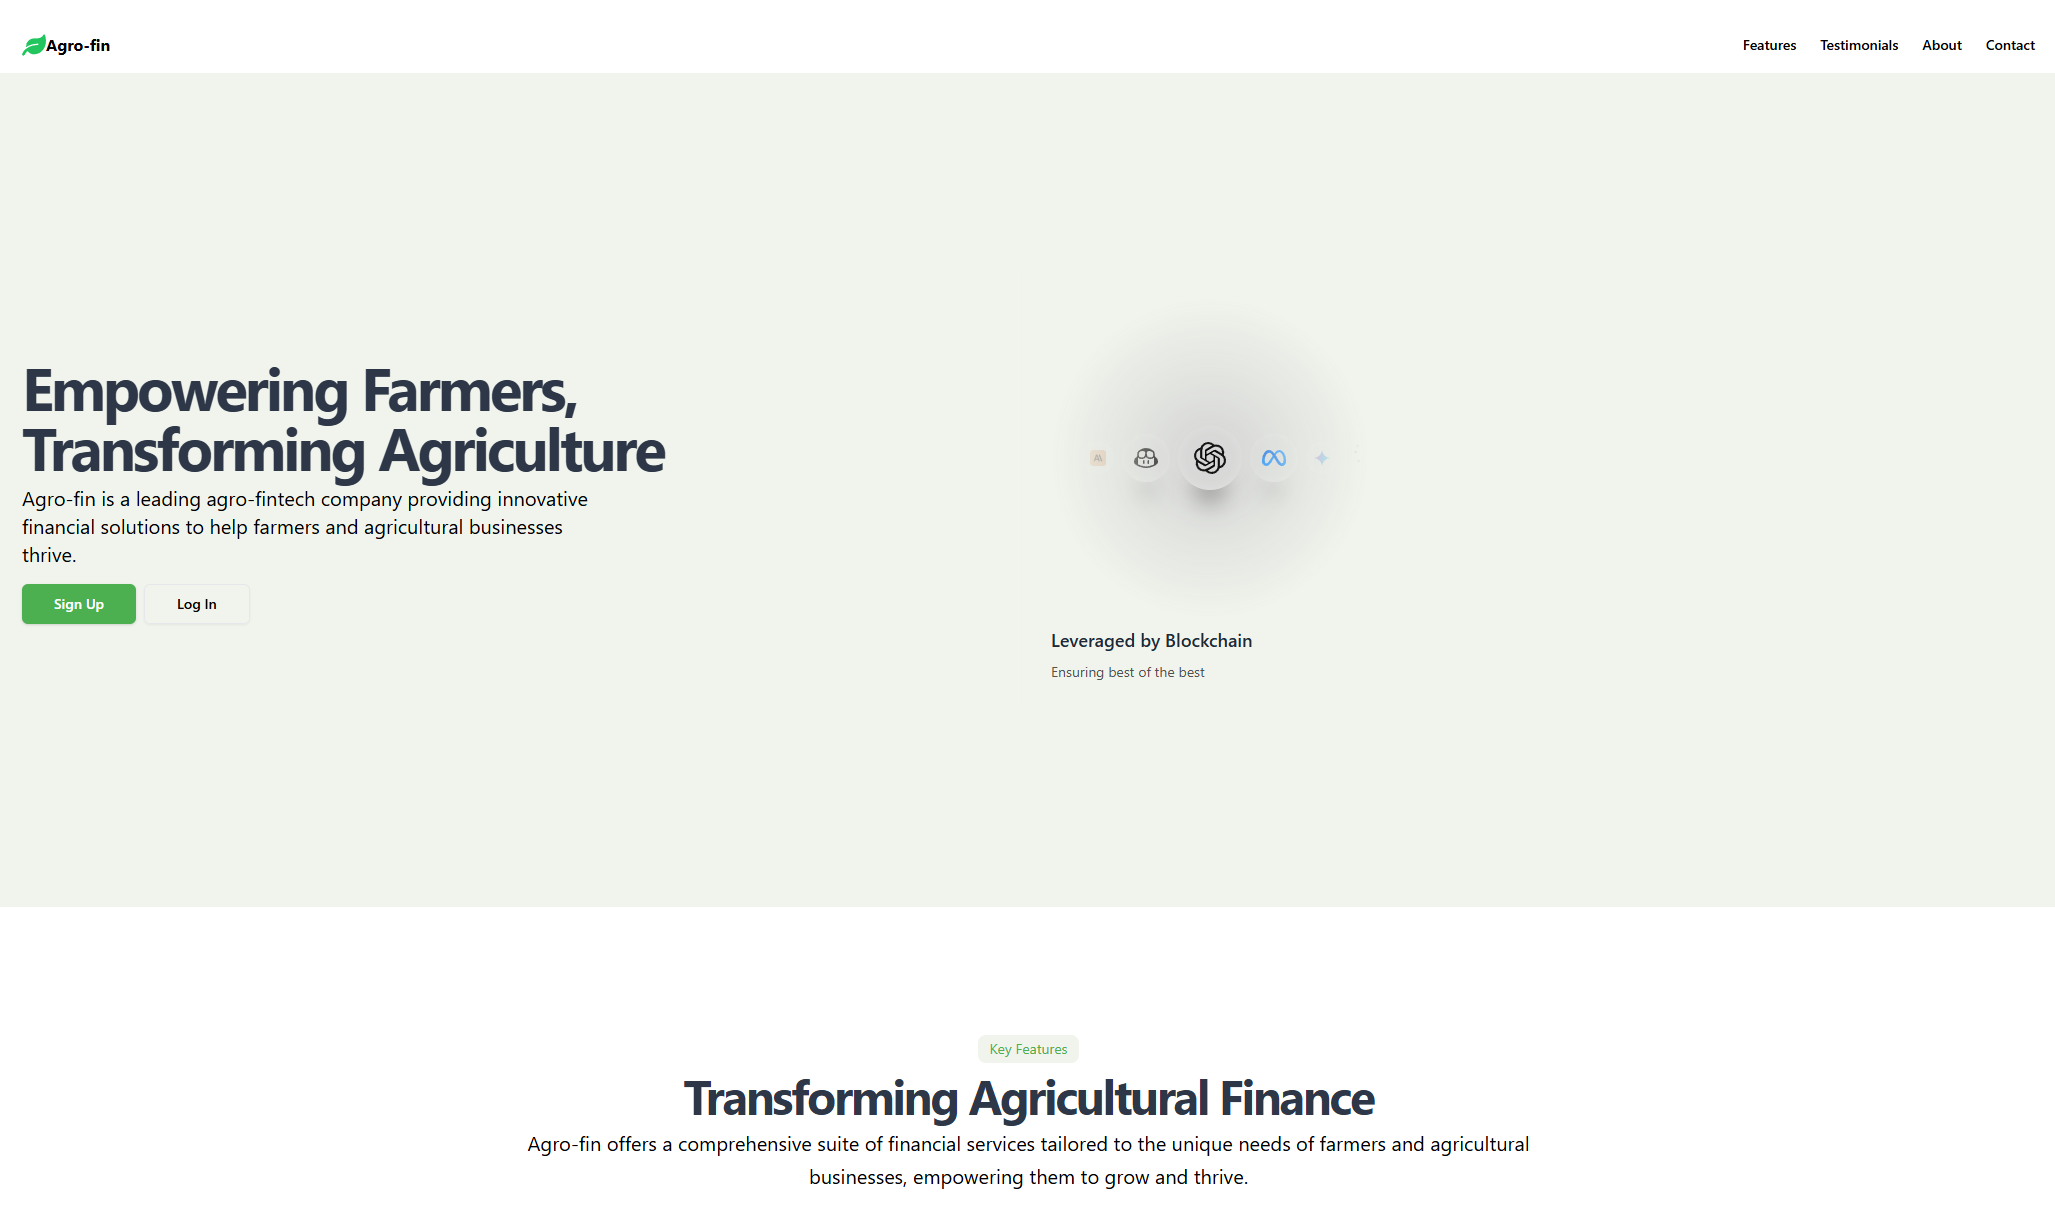 Agro-fin
Features
Testimonials
About
Contact
Empowering Farmers,
Transforming Agriculture
Agro-fin is a leading agro-fintech company providing innovative
financial solutions to help farmers and agricultural businesses
thrive.
Sign Up
Log In
Leveraged by Blockchain
Ensuring best of the best
Key Features
Transforming Agricultural Finance
Agro-fin offers a comprehensive suite of financial services tailored to the unique needs of farmers and agricultural
businesses, empowering them to grow and thrive.